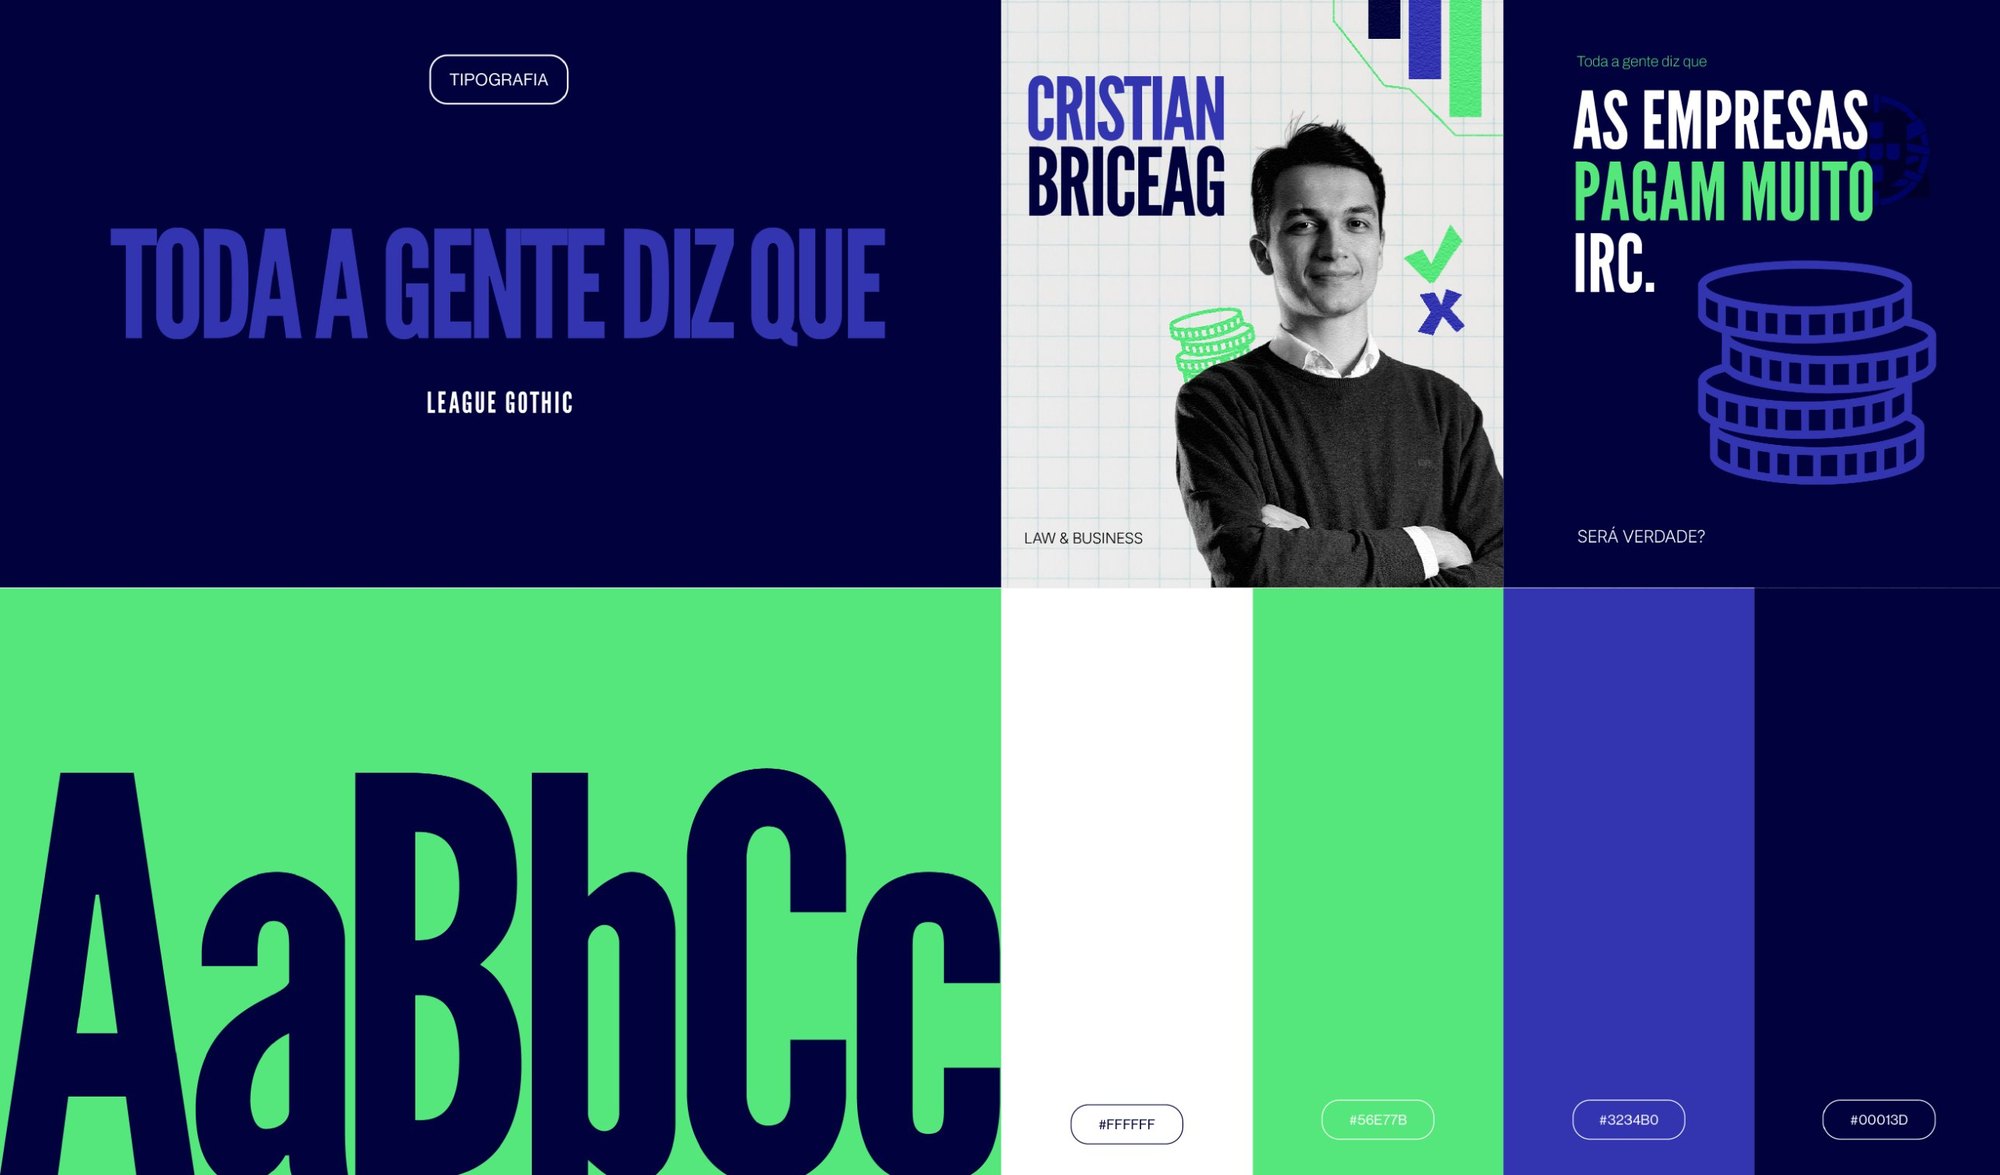 TIPOGRAFIA
TODA A GENTE DIZ QUE
LEAGUE GOTHIC
CRISTIAN
BRICEAG
LAW & BUSINESS
Toda a gente diz que
AS EMPRESAS
PAGAM MUITO
IRC.
SERÁ VERDADE?
AaBbCc
#FFFFFF
#56E77B
#3234B0
#00013D